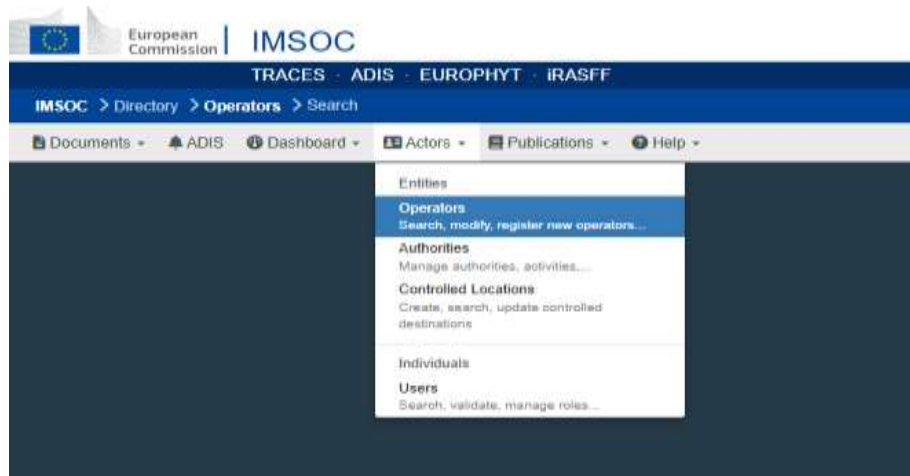 European
Commission
IMSOC
TRACES · ADIS · EUROPHYT · iRASFF
IMSOC > Directory > Operators > Search
Documents ADIS Dashboard Actors Publications Help
Entities
Operators
Search, modify, register new operators...
Authorities
Manage authorities, activities,...
Controlled Locations
Create, search, update controlled
destinations
Individuals
Users
Search, validate, manage roles...